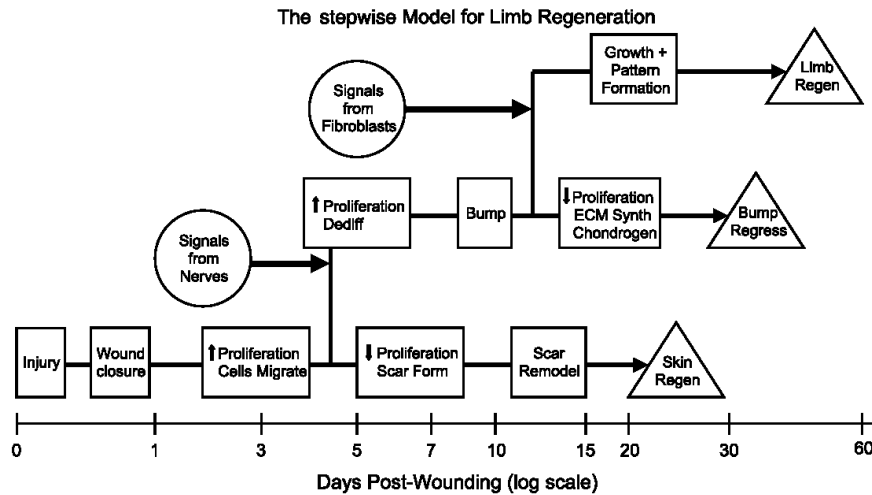 The stepwise Model for Limb Regeneration
Growth +
Pattern
Formation
Limb
Regen
Signals
from
Fibroblasts
⬆ Proliferation
Dediff
Bump
⬇ Proliferation
ECM Synth
Chondrogen
Bump
Regress
Signals
from
Nerves
Injury
Wound
closure
⬆ Proliferation
Cells Migrate
⬇ Proliferation
Scar Form
Scar
Remodel
Skin
Regen
0 1 3 5 7 10 15 20 30 60
Days Post-Wounding (log scale)